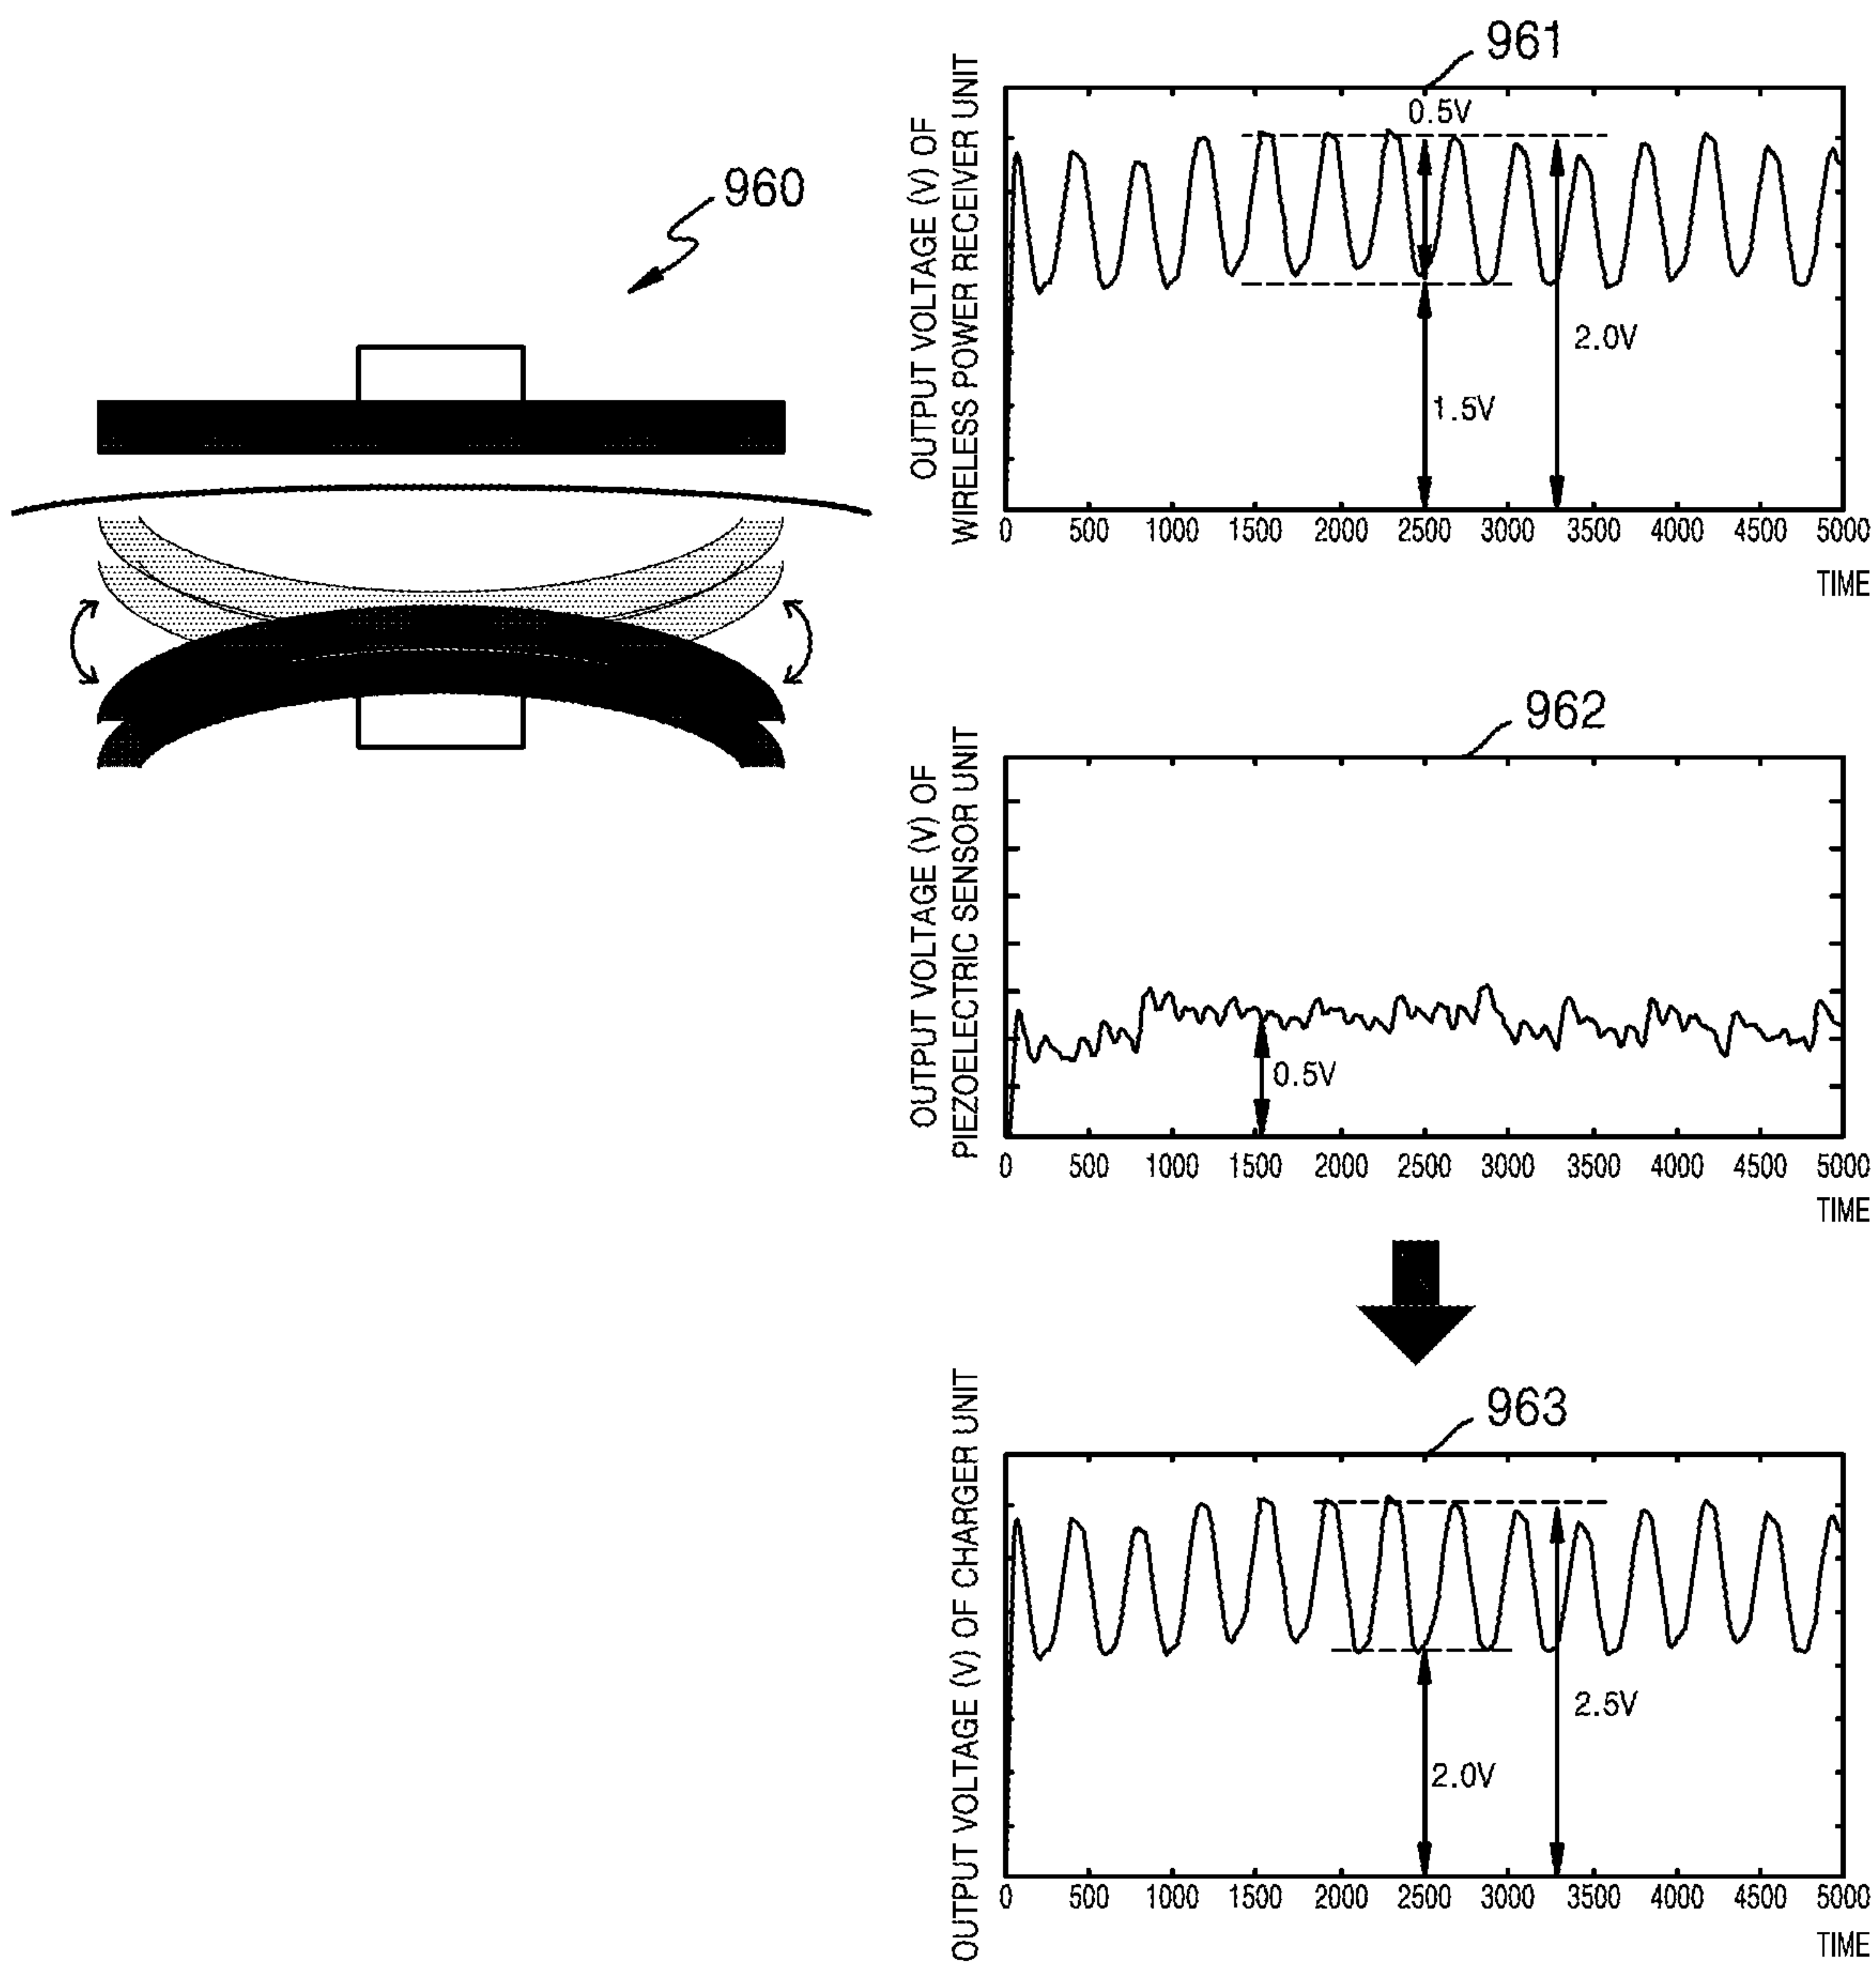 960
961
OUTPUT VOLTAGE (V) OF
WIRELESS POWER RECEIVER UNIT
0.5V
2.0V
1.5V
0 500 1000 1500 2000 2500 3000 3500 4000 4500 5000
TIME
962
OUTPUT VOLTAGE (V) OF
PIEZOELECTRIC SENSOR UNIT
0.5V
0 500 1000 1500 2000 2500 3000 3500 4000 4500 5000
TIME
963
OUTPUT VOLTAGE (V) OF CHARGER UNIT
2.5V
2.0V
0 500 1000 1500 2000 2500 3000 3500 4000 4500 5000
TIME